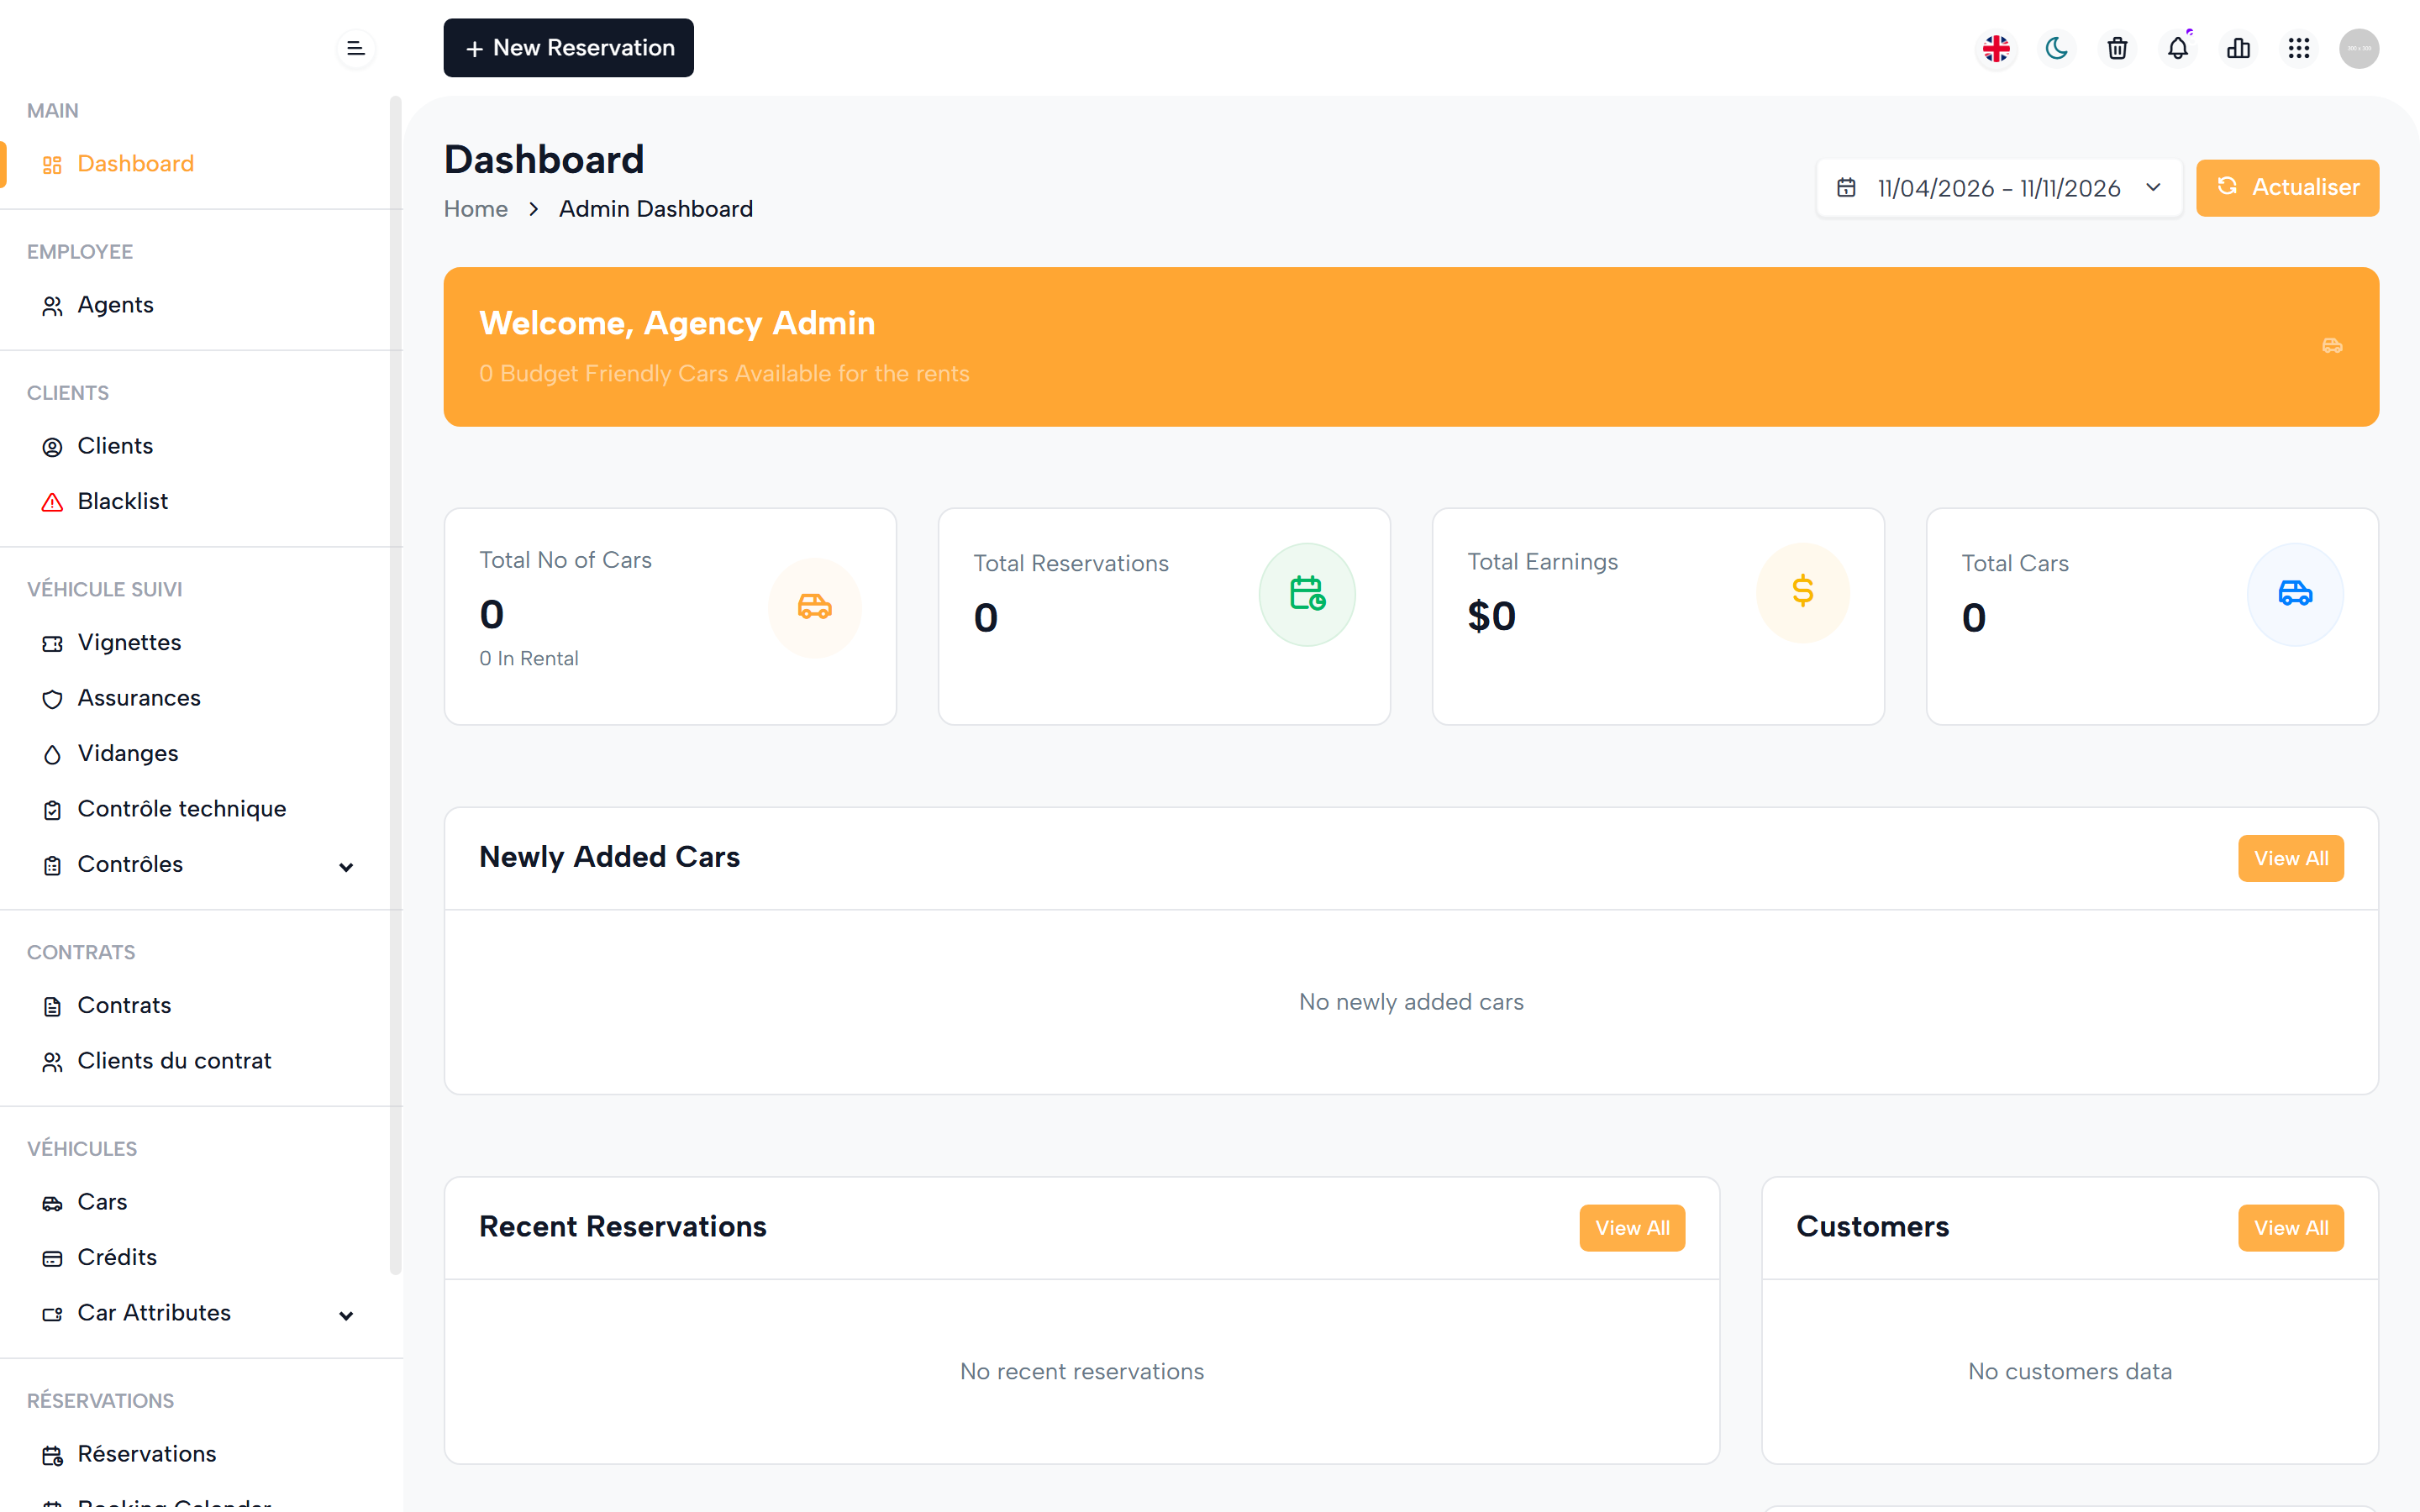 New Reservation
MAIN
Dashboard
EMPLOYEE
Agents
CLIENTS
Clients
Blacklist
VÉHICULE SUIVI
Vignettes
Assurances
Vidanges
Contrôle technique
Contrôles
CONTRATS
Contrats
Clients du contrat
VÉHICULES
Cars
Crédits
Car Attributes
RÉSERVATIONS
Réservations
Booking Calendar
Dashboard
Home > Admin Dashboard
11/04/2026 - 11/11/2026
Actualiser
Welcome, Agency Admin
0 Budget Friendly Cars Available for the rents
Total No of Cars
0
0 In Rental
Total Reservations
0
Total Earnings
$0
Total Cars
0
Newly Added Cars
View All
No newly added cars
Recent Reservations
View All
No recent reservations
Customers
View All
No customers data